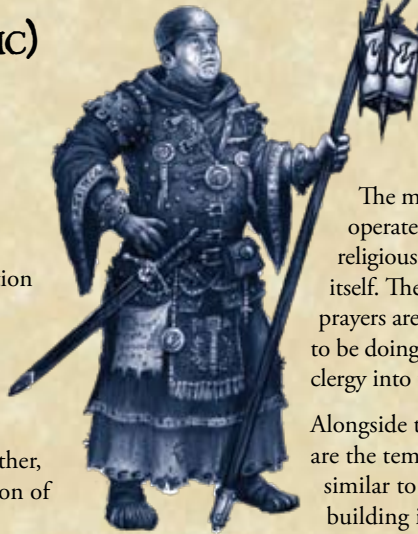 IC)
tion
ther,
on of
The m
operate
religious
itself. The
prayers are
to be doing
clergy into
Alongside t
are the tem
similar to
building i